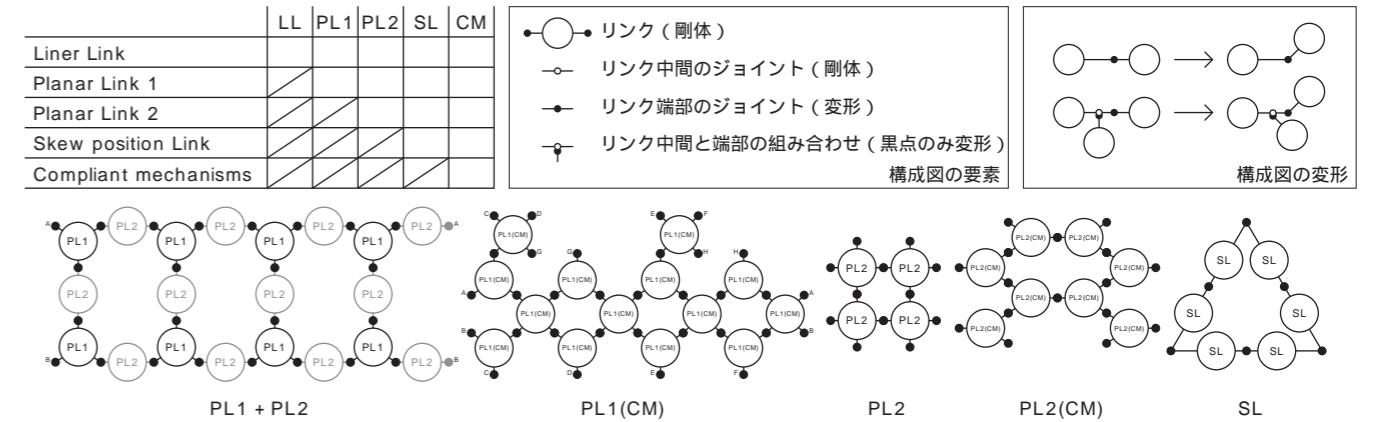 LL PL1 PL2 SL CM
Liner Link
Planar Link 1
Planar Link 2
Skew position Link
Compliant mechanisms
リンク（剛体）
リンク中間のジョイント（剛体）
リンク端部のジョイント（変形）
リンク中間と端部の組み合わせ（黒点のみ変形）
構成図の要素
構成図の変形
A PL2 PL2 PL2 PL2 A
PL1 PL1 PL1 PL1
PL2 PL2 PL2 PL2
PL1 PL1 PL1 PL1
B PL2 PL2 PL2 PL2 B
PL1 + PL2
C D E F
PL1(CM) PL1(CM)
G G H H
PL1(CM) PL1(CM) PL1(CM) PL1(CM)
A A
PL1(CM) PL1(CM) PL1(CM) PL1(CM)
B B
PL1(CM) PL1(CM) PL1(CM) PL1(CM)
C D E F
PL1(CM)
PL2 PL2
PL2 PL2
PL2
PL2(CM) PL2(CM)
PL2(CM) PL2(CM)
PL2(CM) PL2(CM)
PL2(CM) PL2(CM)
PL2(CM)
SL SL
SL SL
SL SL
SL